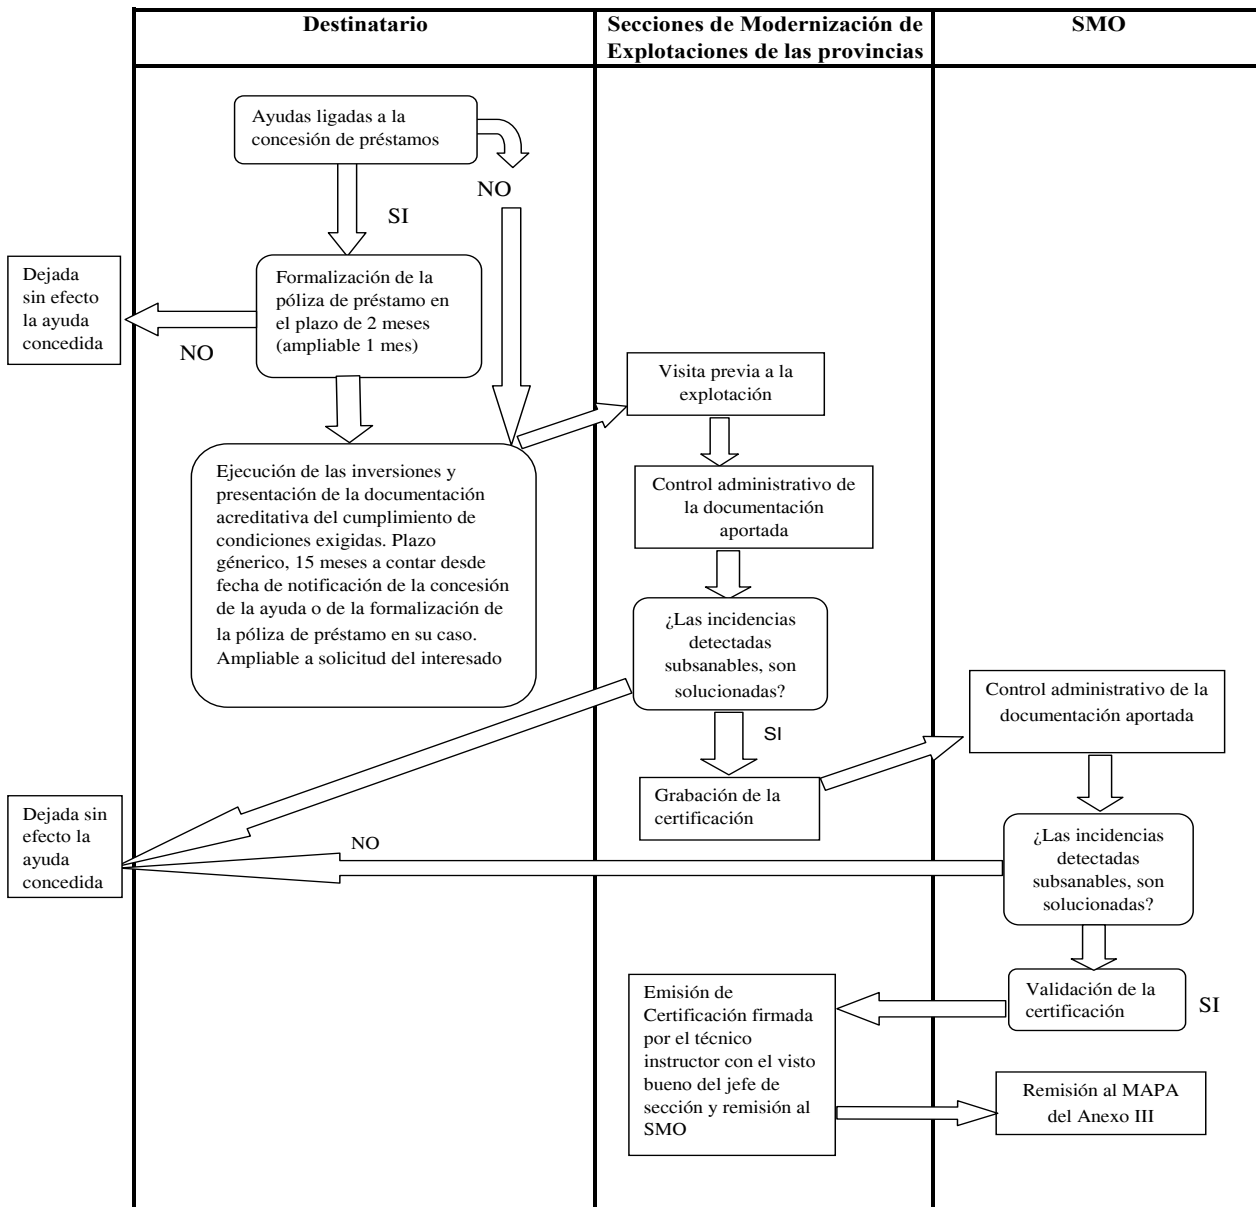 Destinatario
Secciones de Modernización de
Explotaciones de las provincias
SMO
Ayudas ligadas a la
concesión de préstamos
NO
SI
Dejada
sin efecto
la ayuda
concedida
NO
Formalización de la
póliza de préstamo en
el plazo de 2 meses
(ampliable 1 mes)
Ejecución de las inversiones y
presentación de la documentación
acreditativa del cumplimiento de
condiciones exigidas. Plazo
génerico, 15 meses a contar desde
fecha de notificación de la concesión
de la ayuda o de la formalización de
la póliza de préstamo en su caso.
Ampliable a solicitud del interesado
Visita previa a la
explotación
Control administrativo de
la documentación
aportada
¿Las incidencias
detectadas
subsanables, son
solucionadas?
SI
Grabación de la
certificación
Control administrativo de la
documentación aportada
¿Las incidencias
detectadas
subsanables, son
solucionadas?
NO
Dejada sin
efecto la
ayuda
concedida
Validación de la
certificación
SI
Emisión de
Certificación firmada
por el técnico
instructor con el visto
bueno del jefe de
sección y remisión al
SMO
Remisión al MAPA
del Anexo III